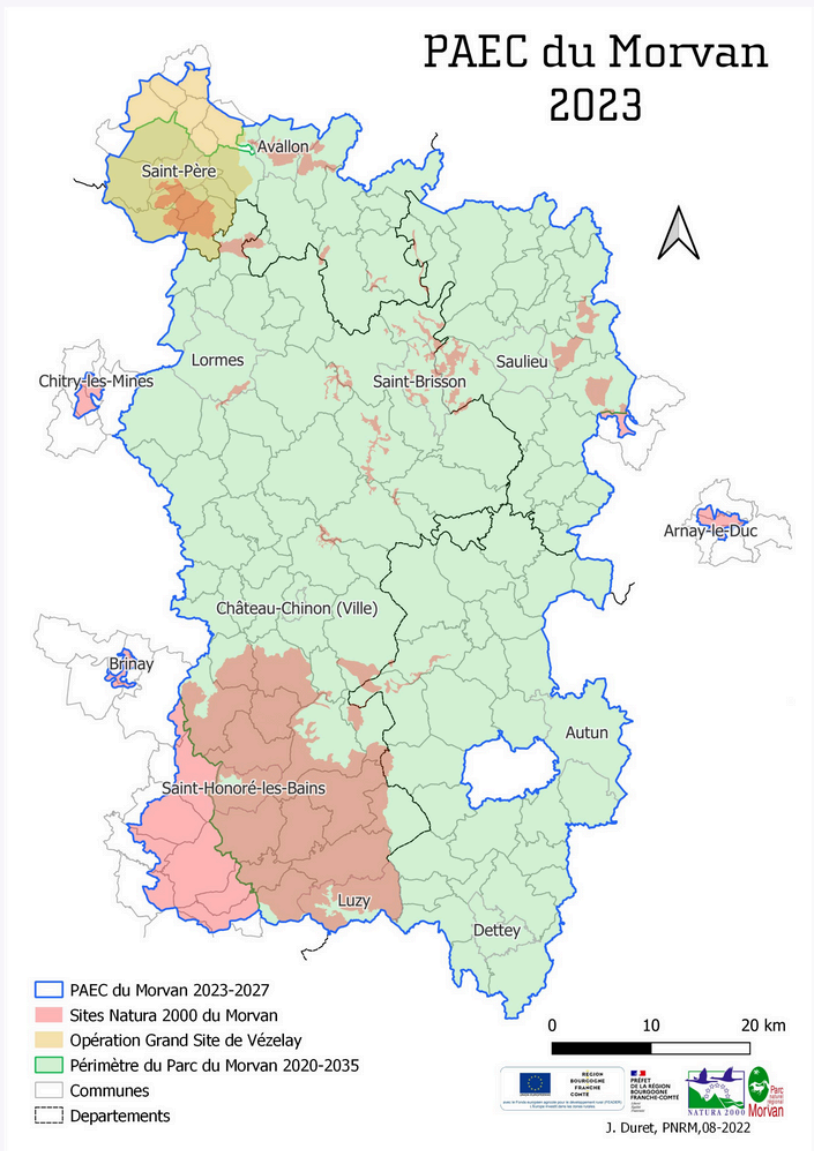 PAEC du Morvan
2023
Avallon
Saint-Père
Lormes
Saulieu
Saint-Brisson
Chitry-les-Mines
Arnay-le-Duc
Château-Chinon (Ville)
Brinay
Autun
Saint-Honoré-les-Bains
Luzy
Dettey
PAEC du Morvan 2023-2027
Sites Natura 2000 du Morvan
Opération Grand Site de Vézelay
Périmètre du Parc du Morvan 2020-2035
Communes
Departements
0 10 20 km
RÉGION
BOURGOGNE
FRANCHE
COMTÉ
PRÉFET
DE LA RÉGION
BOURGOGNE
FRANCHE-COMTÉ
NATURA 2000
Parc
naturel
régional
Morvan
J. Duret, PNRM,08-2022